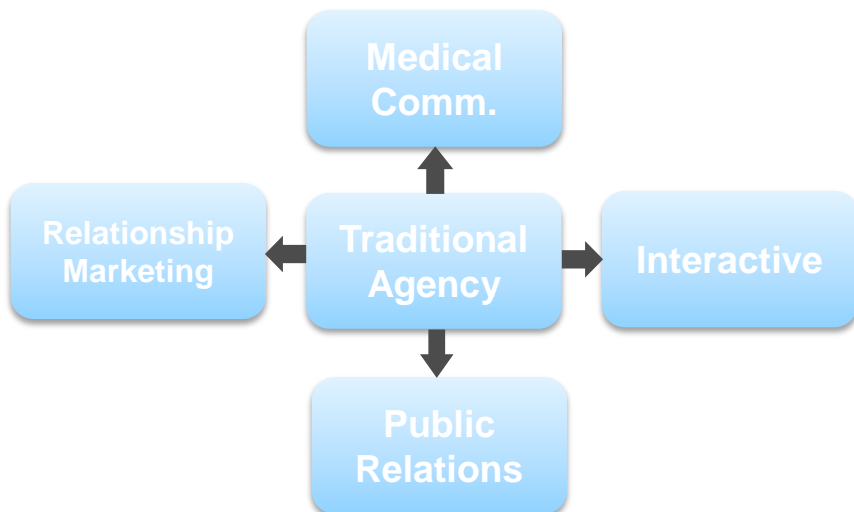 Medical
Comm.
Relationship
Marketing
Traditional
Agency
Interactive
Public
Relations